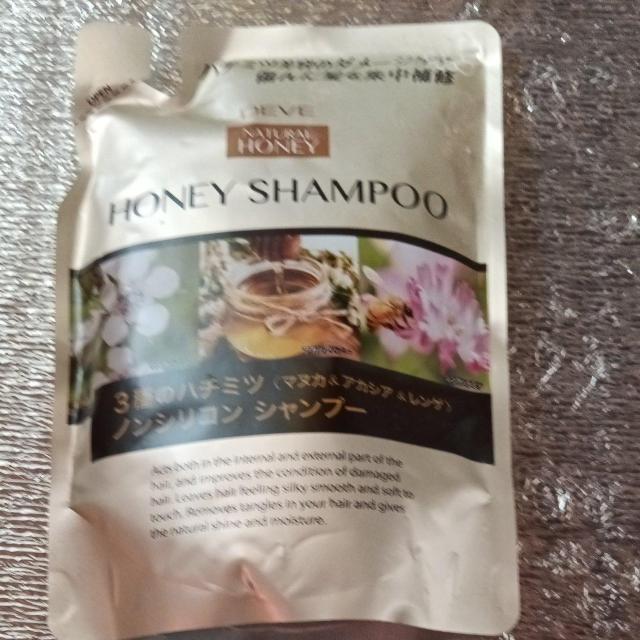 OPEN
DEVE
NATURAL
HONEY
HONEY SHAMPOO
3種のハチミツ（マヌカ&アカシア&レンゲ）
ノンシリコン シャンプー
Acts both in the internal and external part of the
hair, and improves the condition of damaged
hair. Leaves hair feeling silky smooth and soft to
touch. Removes tangles in your hair and gives
the natural shine and moisture.